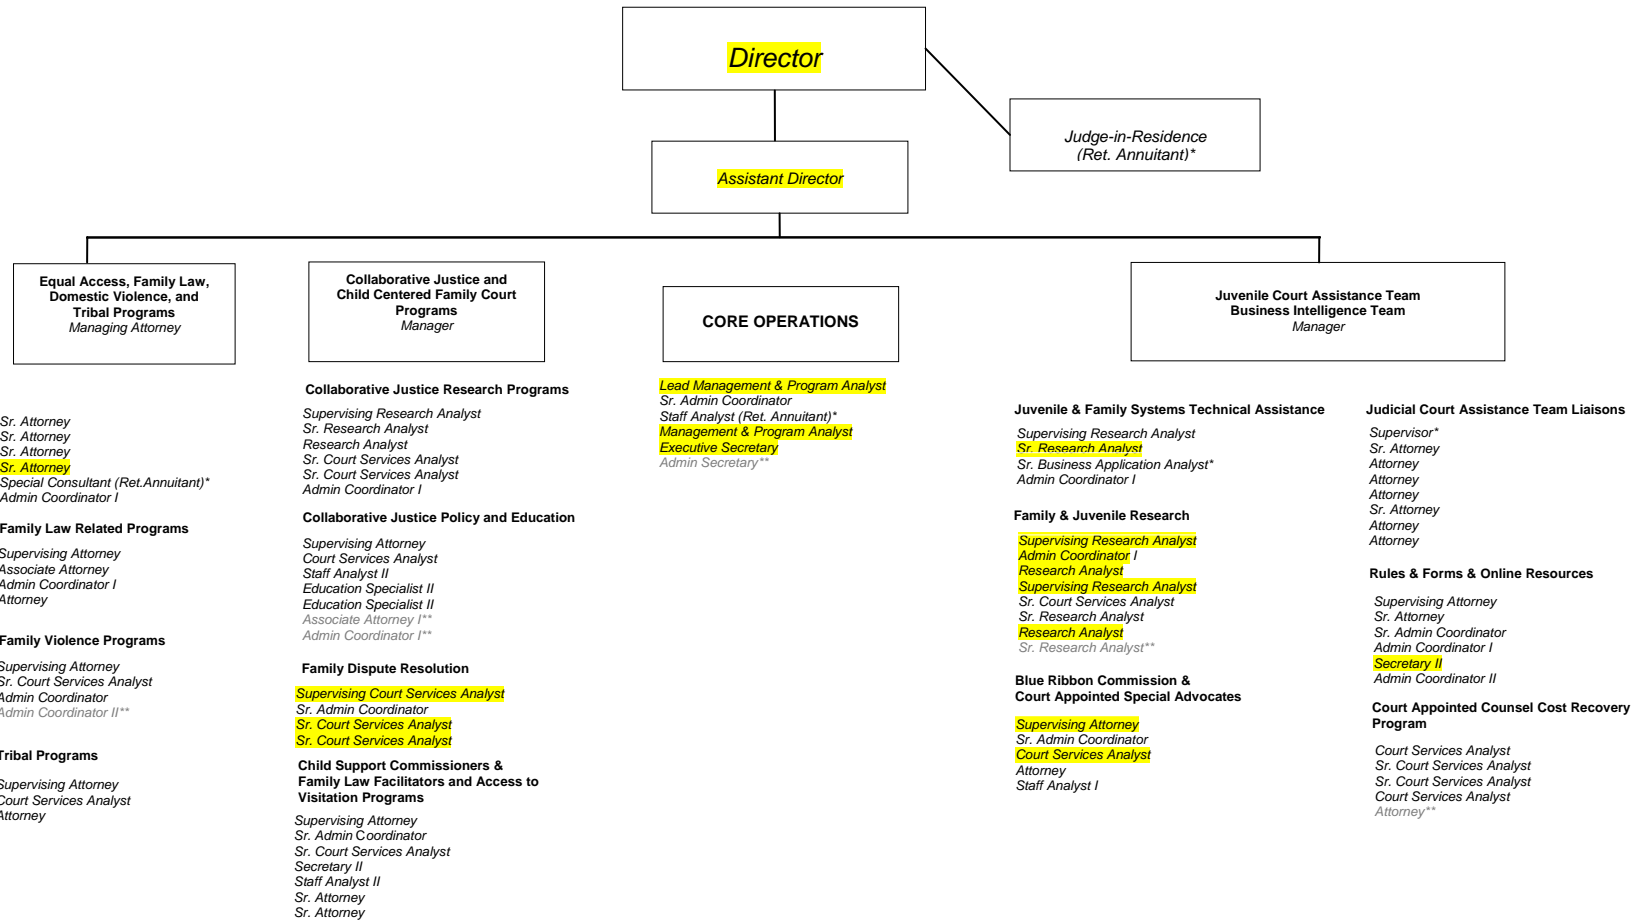 Director
Judge-in-Residence
(Ret. Annuitant)*
Assistant Director
Equal Access, Family Law,
Domestic Violence, and
Tribal Programs
Managing Attorney
Sr. Attorney
Sr. Attorney
Sr. Attorney
Sr. Attorney
Special Consultant (Ret.Annuitant)*
Admin Coordinator I
Family Law Related Programs
Supervising Attorney
Associate Attorney
Admin Coordinator I
Attorney
Family Violence Programs
Supervising Attorney
Sr. Court Services Analyst
Admin Coordinator
Admin Coordinator II**
Tribal Programs
Supervising Attorney
Court Services Analyst
Attorney
Collaborative Justice and
Child Centered Family Court
Programs
Manager
Collaborative Justice Research Programs
Supervising Research Analyst
Sr. Research Analyst
Research Analyst
Sr. Court Services Analyst
Sr. Court Services Analyst
Admin Coordinator I
Collaborative Justice Policy and Education
Supervising Attorney
Court Services Analyst
Staff Analyst II
Education Specialist II
Education Specialist II
Associate Attorney I**
Admin Coordinator I**
Family Dispute Resolution
Supervising Court Services Analyst
Sr. Admin Coordinator
Sr. Court Services Analyst
Sr. Court Services Analyst
Child Support Commissioners &
Family Law Facilitators and Access to
Visitation Programs
Supervising Attorney
Sr. Admin Coordinator
Sr. Court Services Analyst
Secretary II
Staff Analyst II
Sr. Attorney
Sr. Attorney
CORE OPERATIONS
Lead Management & Program Analyst
Sr. Admin Coordinator
Staff Analyst (Ret. Annuitant)*
Management & Program Analyst
Executive Secretary
Admin Secretary**
Juvenile Court Assistance Team
Business Intelligence Team
Manager
Juvenile & Family Systems Technical Assistance
Supervising Research Analyst
Sr. Research Analyst
Sr. Business Application Analyst*
Admin Coordinator I
Family & Juvenile Research
Supervising Research Analyst
Admin Coordinator I
Research Analyst
Supervising Research Analyst
Sr. Court Services Analyst
Sr. Research Analyst
Research Analyst
Sr. Research Analyst**
Blue Ribbon Commission &
Court Appointed Special Advocates
Supervising Attorney
Sr. Admin Coordinator
Court Services Analyst
Attorney
Staff Analyst I
Judicial Court Assistance Team Liaisons
Supervisor*
Sr. Attorney
Attorney
Attorney
Attorney
Sr. Attorney
Attorney
Attorney
Rules & Forms & Online Resources
Supervising Attorney
Sr. Attorney
Sr. Admin Coordinator
Admin Coordinator I
Secretary II
Admin Coordinator II
Court Appointed Counsel Cost Recovery
Program
Court Services Analyst
Sr. Court Services Analyst
Sr. Court Services Analyst
Court Services Analyst
Attorney**